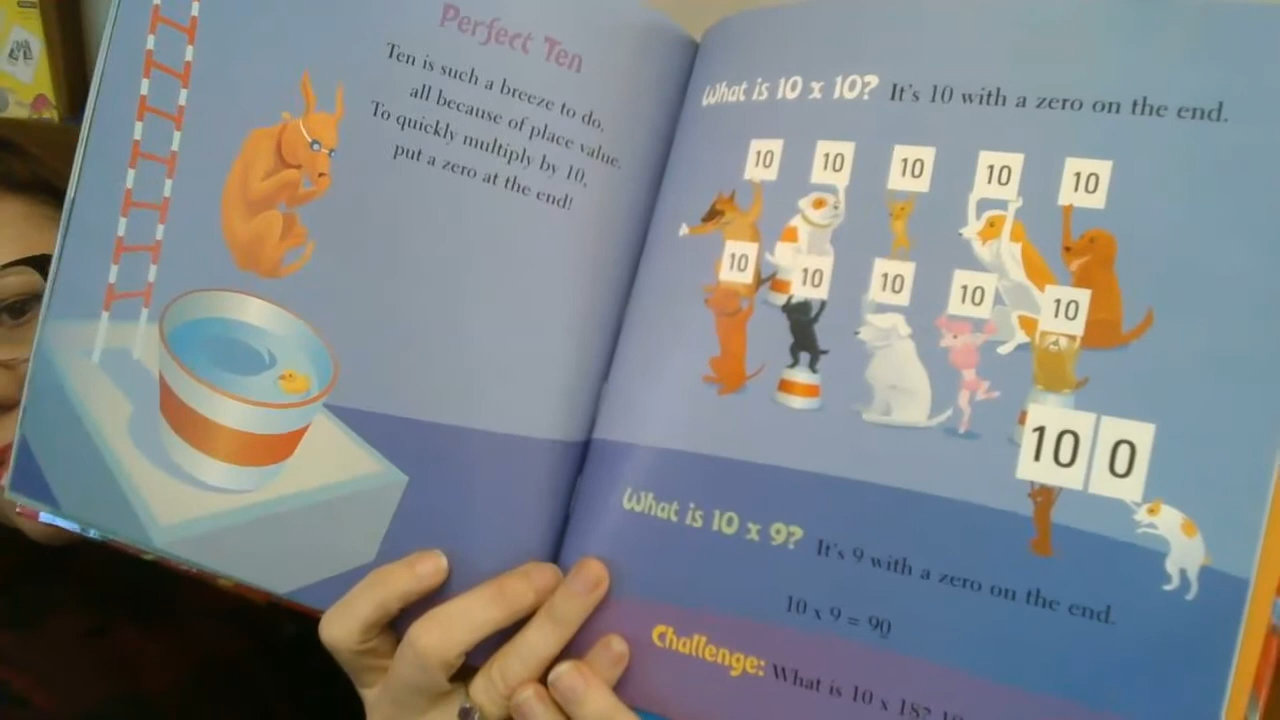 Perfect Ten
Ten is such a breeze to do,
all because of place value.
To quickly multiply by 10,
put a zero at the end!
What is 10 x 10? It's 10 with a zero on the end.
10 10 10 10 10
10 10 10 10 10
10 0
What is 10 x 9? It's 9 with a zero on the end.
10 x 9 = 90
Challenge: What is 10 x 18?